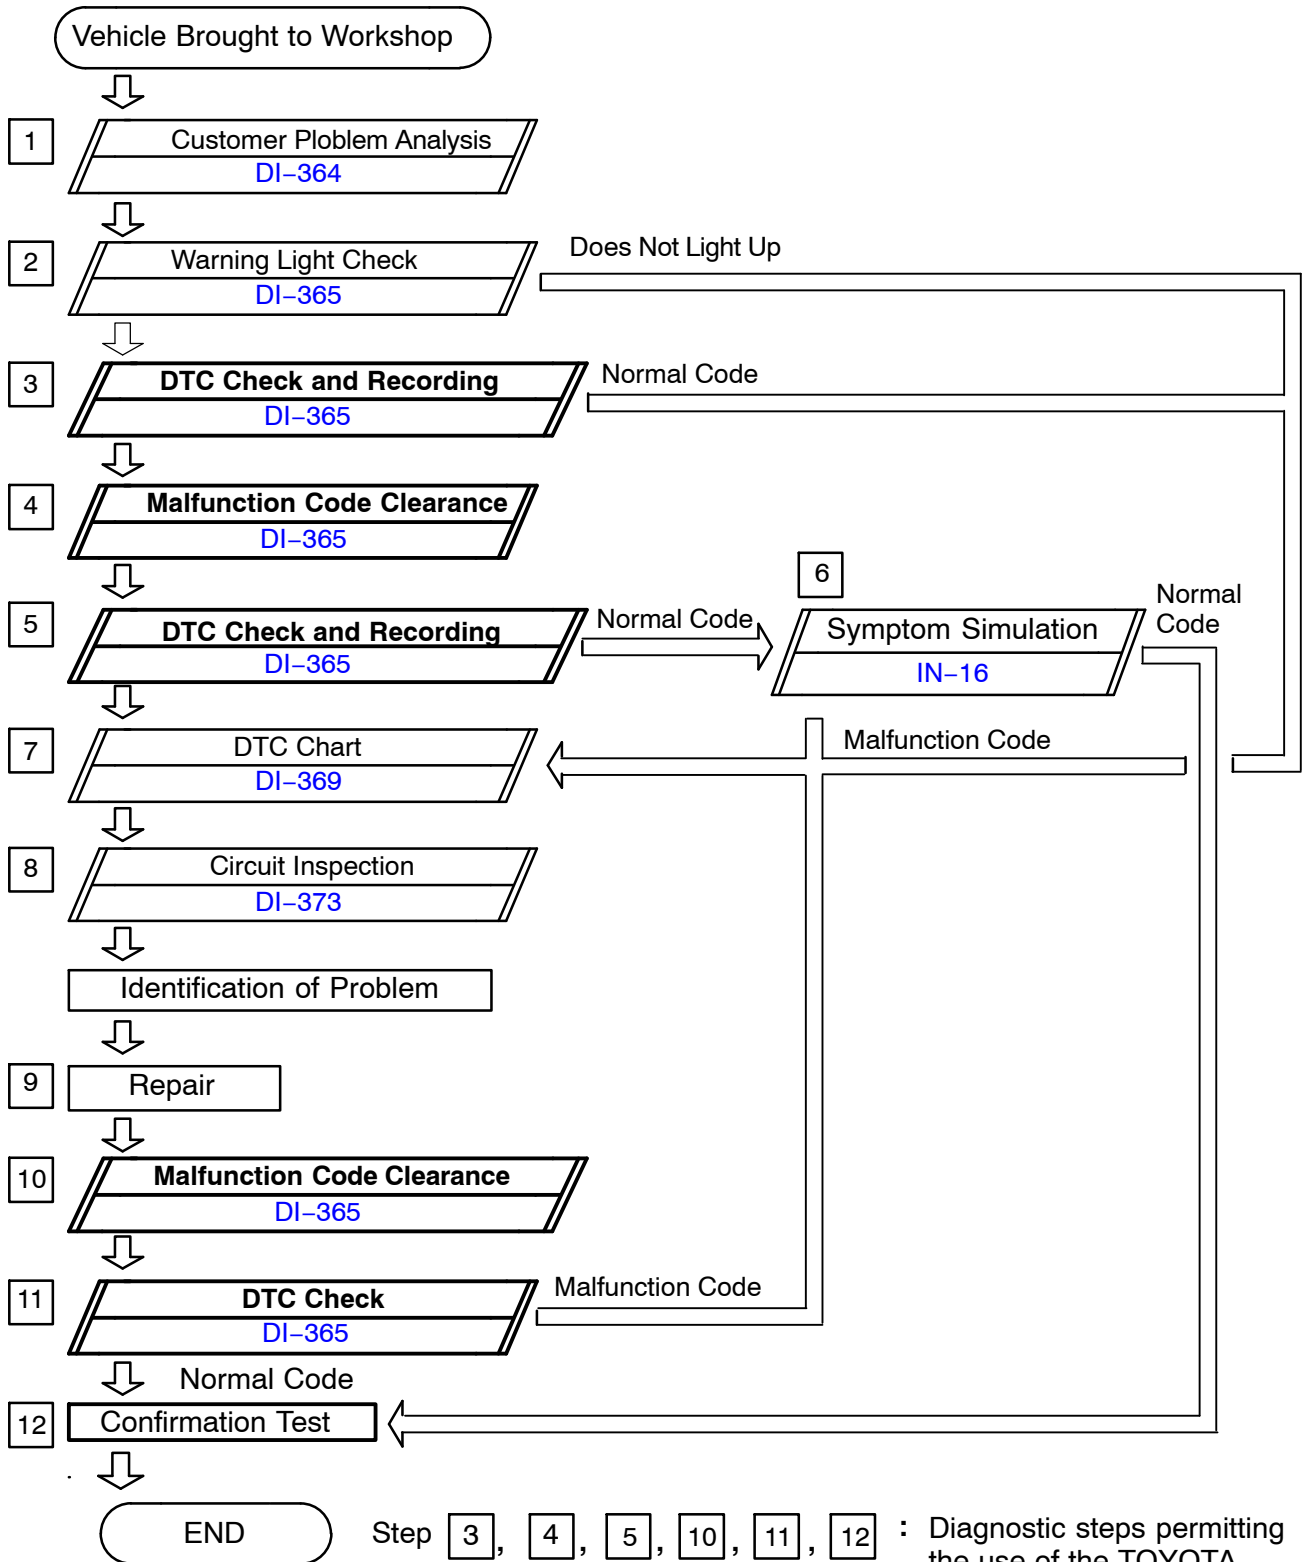 Vehicle Brought to Workshop
1
Customer Ploblem Analysis
DI–364
2
Warning Light Check
DI–365
Does Not Light Up
3
DTC Check and Recording
DI–365
Normal Code
4
Malfunction Code Clearance
DI–365
5
DTC Check and Recording
DI–365
Normal Code
6
Symptom Simulation
IN–16
Normal
Code
7
DTC Chart
DI–369
Malfunction Code
8
Circuit Inspection
DI–373
Identification of Problem
9
Repair
10
Malfunction Code Clearance
DI–365
11
DTC Check
DI–365
Malfunction Code
Normal Code
12
Confirmation Test
END
Step 3, 4, 5, 10, 11, 12 : Diagnostic steps permitting
the use of the TOYOTA